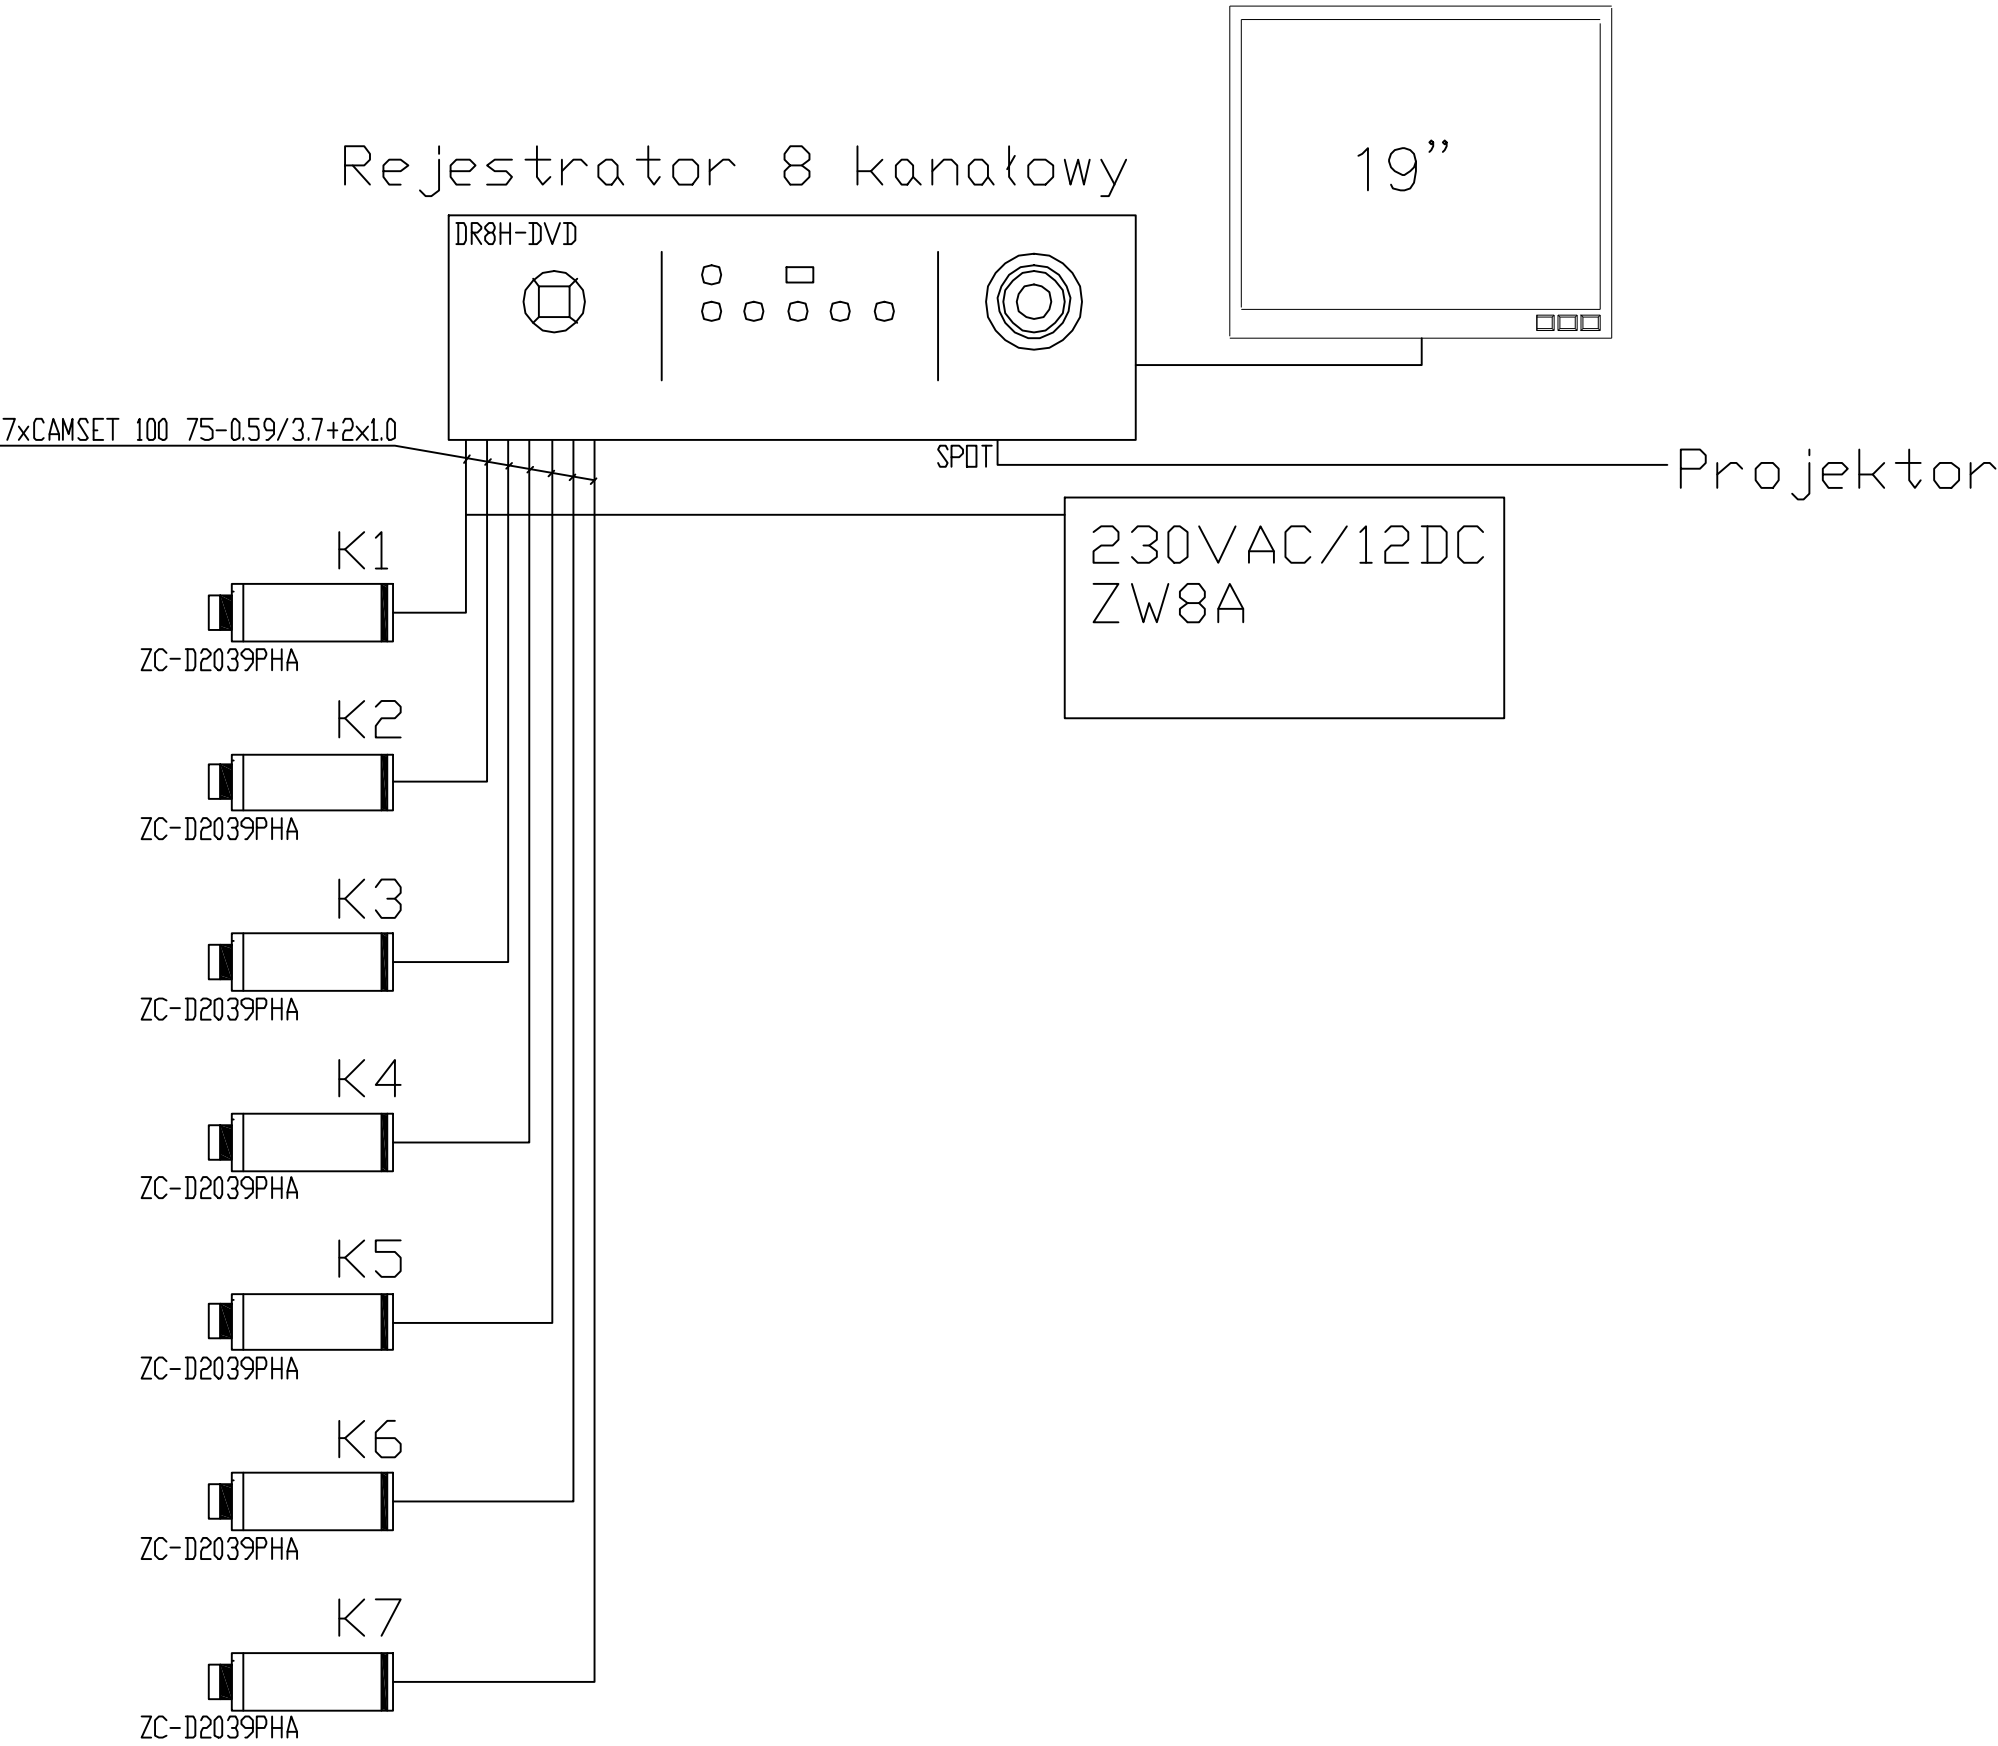 19”
Rejestrator 8 kanałowy
DR8H-DVD
7xCAMSET 100 75-0.59/3.7+2x1.0
SPOT
Projektor
230VAC/12DC
ZW8A
K1
ZC-D2039PHA
K2
ZC-D2039PHA
K3
ZC-D2039PHA
K4
ZC-D2039PHA
K5
ZC-D2039PHA
K6
ZC-D2039PHA
K7
ZC-D2039PHA